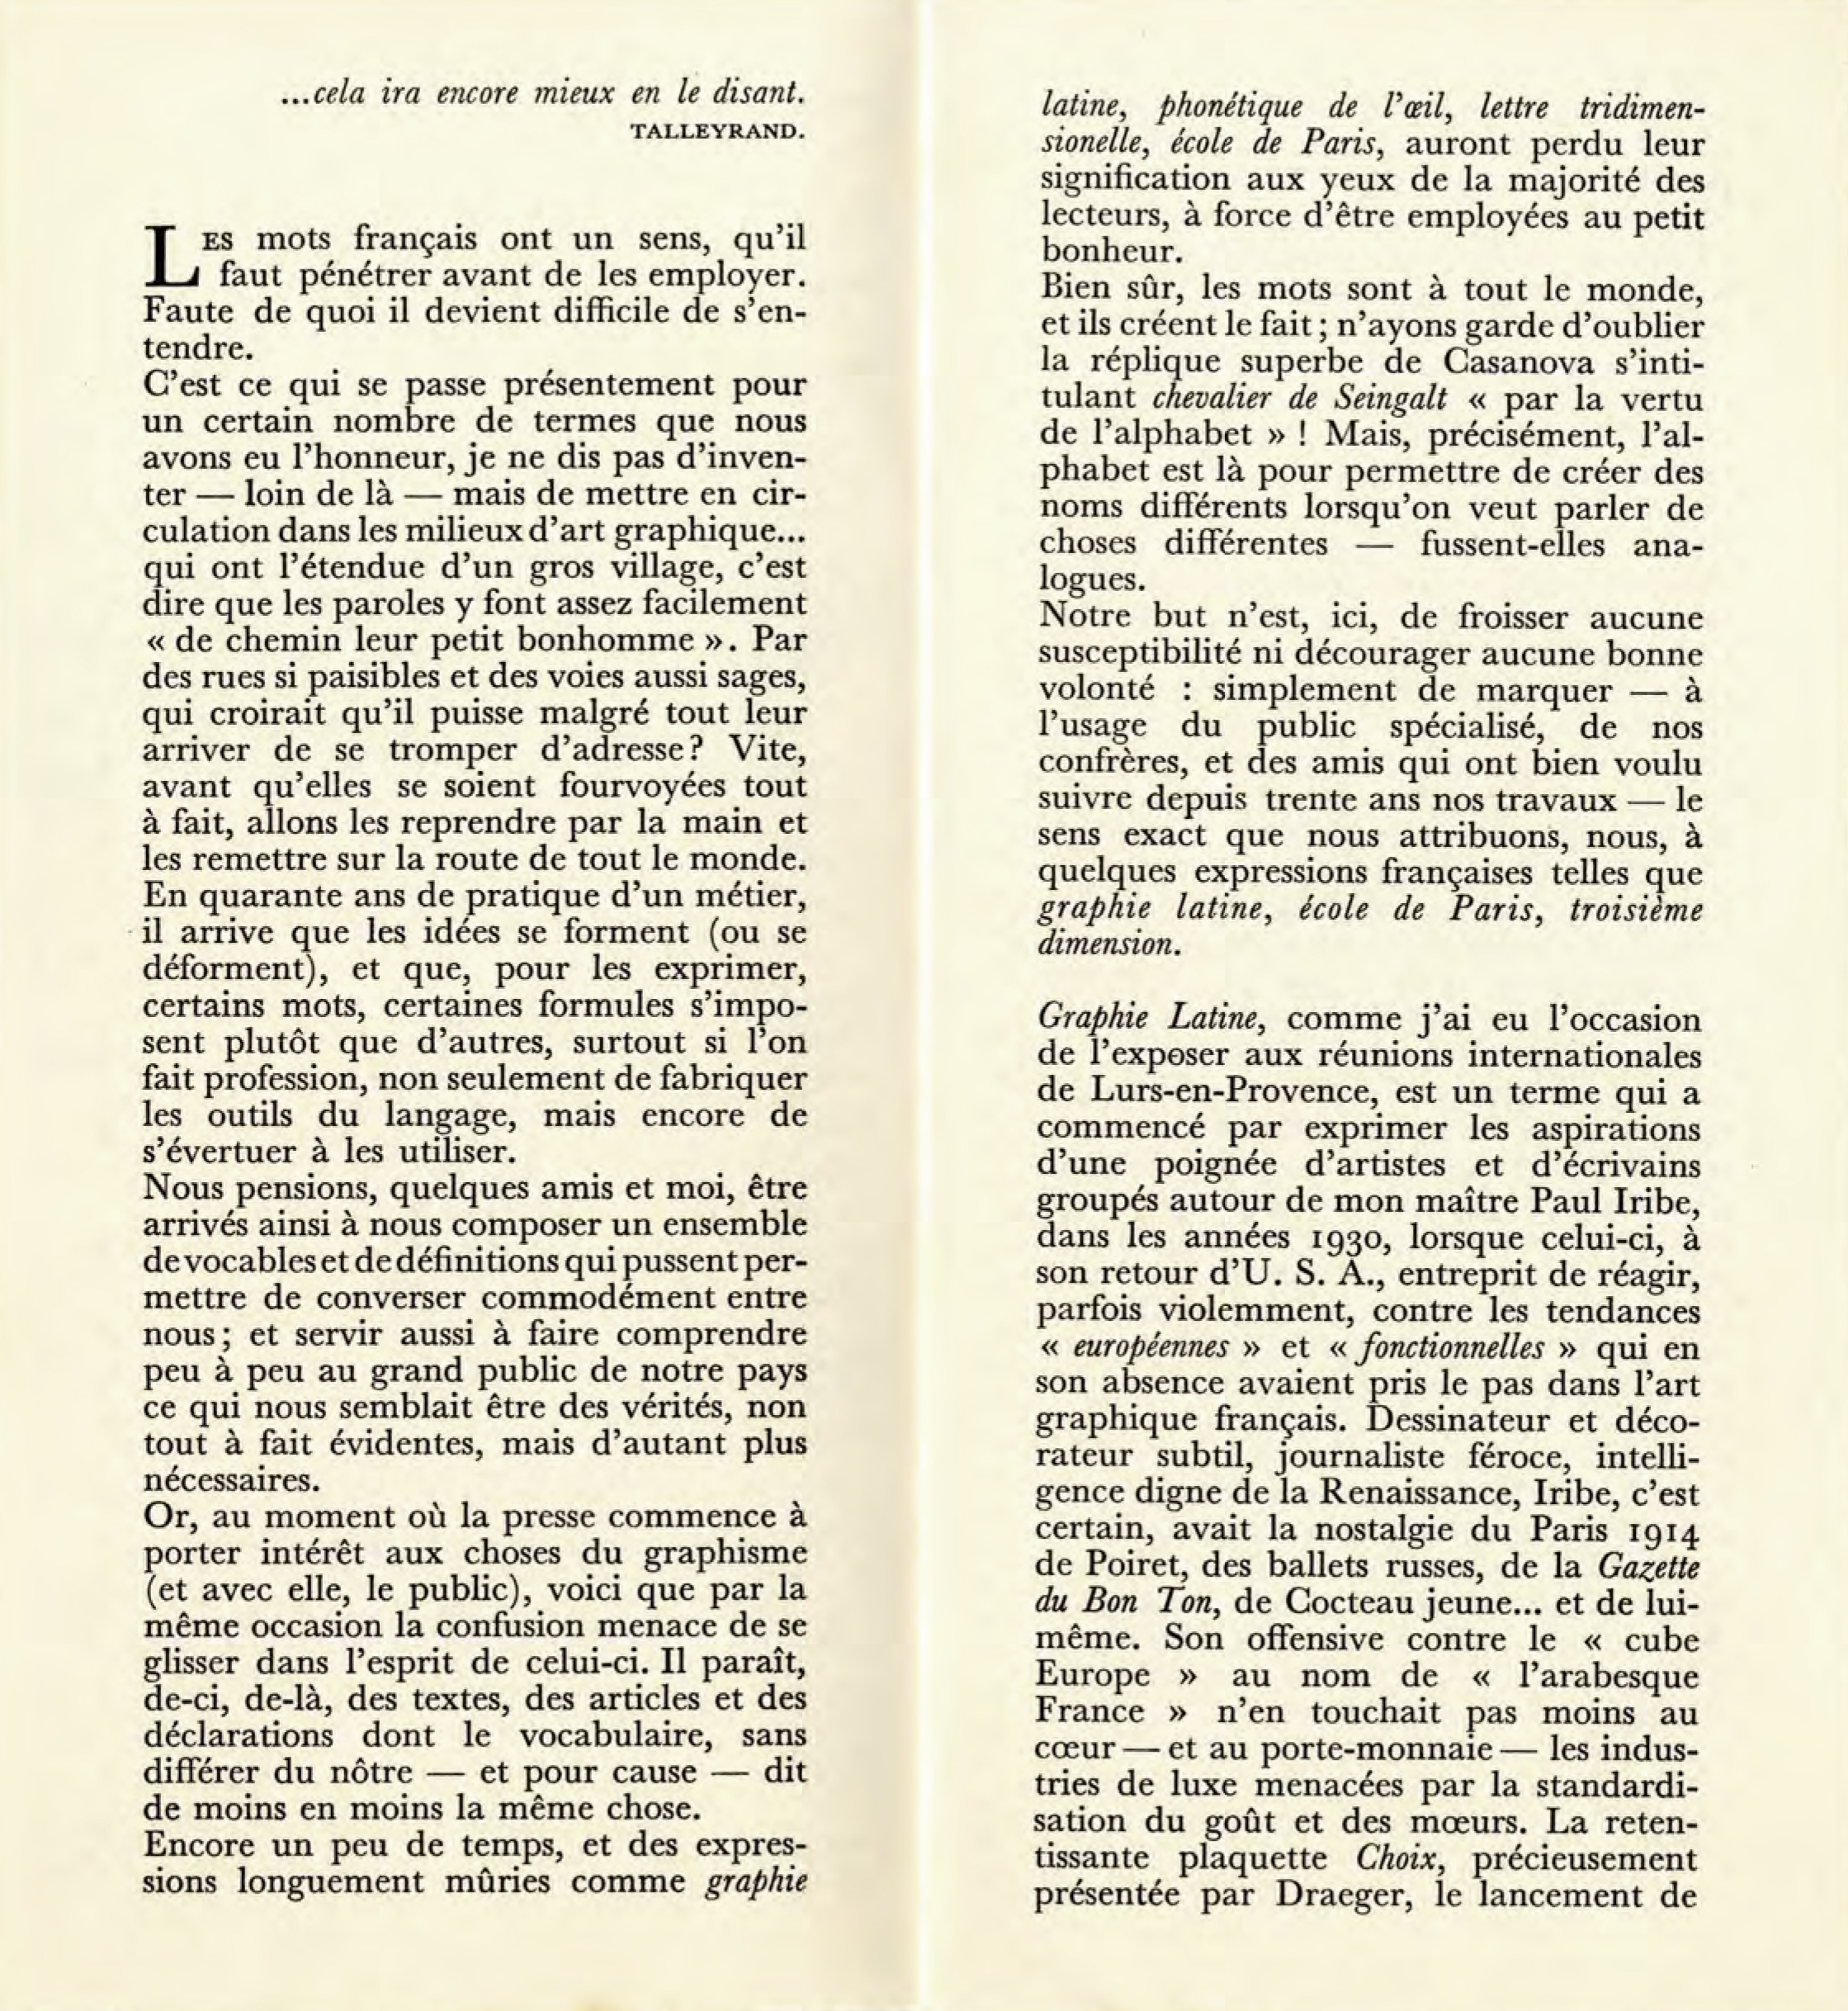 ...cela ira encore mieux en le disant.
TALLEYRAND.
LES mots français ont un sens, qu'il
faut pénétrer avant de les employer.
Faute de quoi il devient difficile de s'en-
tendre.
C'est ce qui se passe présentement pour
un certain nombre de termes que nous
avons eu l'honneur, je ne dis pas d'inven-
ter — loin de là — mais de mettre en cir-
culation dans les milieux d'art graphique...
qui ont l'étendue d'un gros village, c'est
dire que les paroles y font assez facilement
« de chemin leur petit bonhomme ». Par
des rues si paisibles et des voies aussi sages,
qui croirait qu'il puisse malgré tout leur
arriver de se tromper d'adresse ? Vite,
avant qu'elles se soient fourvoyées tout
à fait, allons les reprendre par la main et
les remettre sur la route de tout le monde.
En quarante ans de pratique d'un métier,
il arrive que les idées se forment (ou se
déforment), et que, pour les exprimer,
certains mots, certaines formules s'impo-
sent plutôt que d'autres, surtout si l'on
fait profession, non seulement de fabriquer
les outils du langage, mais encore de
s'évertuer à les utiliser.
Nous pensions, quelques amis et moi, être
arrivés ainsi à nous composer un ensemble
de vocables et de définitions qui pussent per-
mettre de converser commodément entre
nous ; et servir aussi à faire comprendre
peu à peu au grand public de notre pays
ce qui nous semblait être des vérités, non
tout à fait évidentes, mais d'autant plus
nécessaires.
Or, au moment où la presse commence à
porter intérêt aux choses du graphisme
(et avec elle, le public), voici que par la
même occasion la confusion menace de se
glisser dans l'esprit de celui-ci. Il paraît,
de-ci, de-là, des textes, des articles et des
déclarations dont le vocabulaire, sans
différer du nôtre — et pour cause — dit
de moins en moins la même chose.
Encore un peu de temps, et des expres-
sions longuement mûries comme graphie
latine, phonétique de l'œil, lettre tridimen-
sionelle, école de Paris, auront perdu leur
signification aux yeux de la majorité des
lecteurs, à force d'être employées au petit
bonheur.
Bien sûr, les mots sont à tout le monde,
et ils créent le fait ; n'ayons garde d'oublier
la réplique superbe de Casanova s'inti-
tulant chevalier de Seingalt « par la vertu
de l'alphabet » ! Mais, précisément, l'al-
phabet est là pour permettre de créer des
noms différents lorsqu'on veut parler de
choses différentes — fussent-elles ana-
logues.
Notre but n'est, ici, de froisser aucune
susceptibilité ni décourager aucune bonne
volonté : simplement de marquer — à
l'usage du public spécialisé, de nos
confrères, et des amis qui ont bien voulu
suivre depuis trente ans nos travaux — le
sens exact que nous attribuons, nous, à
quelques expressions françaises telles que
graphie latine, école de Paris, troisième
dimension.
Graphie Latine, comme j'ai eu l'occasion
de l'exposer aux réunions internationales
de Lurs-en-Provence, est un terme qui a
commencé par exprimer les aspirations
d'une poignée d'artistes et d'écrivains
groupés autour de mon maître Paul Iribe,
dans les années 1930, lorsque celui-ci, à
son retour d'U. S. A., entreprit de réagir,
parfois violemment, contre les tendances
« européennes » et « fonctionnelles » qui en
son absence avaient pris le pas dans l'art
graphique français. Dessinateur et déco-
rateur subtil, journaliste féroce, intelli-
gence digne de la Renaissance, Iribe, c'est
certain, avait la nostalgie du Paris 1914
de Poiret, des ballets russes, de la Gazette
du Bon Ton, de Cocteau jeune... et de lui-
même. Son offensive contre le « cube
Europe » au nom de « l'arabesque
France » n'en touchait pas moins au
cœur — et au porte-monnaie — les indus-
tries de luxe menacées par la standardi-
sation du goût et des mœurs. La reten-
tissante plaquette Choix, précieusement
présentée par Draeger, le lancement de